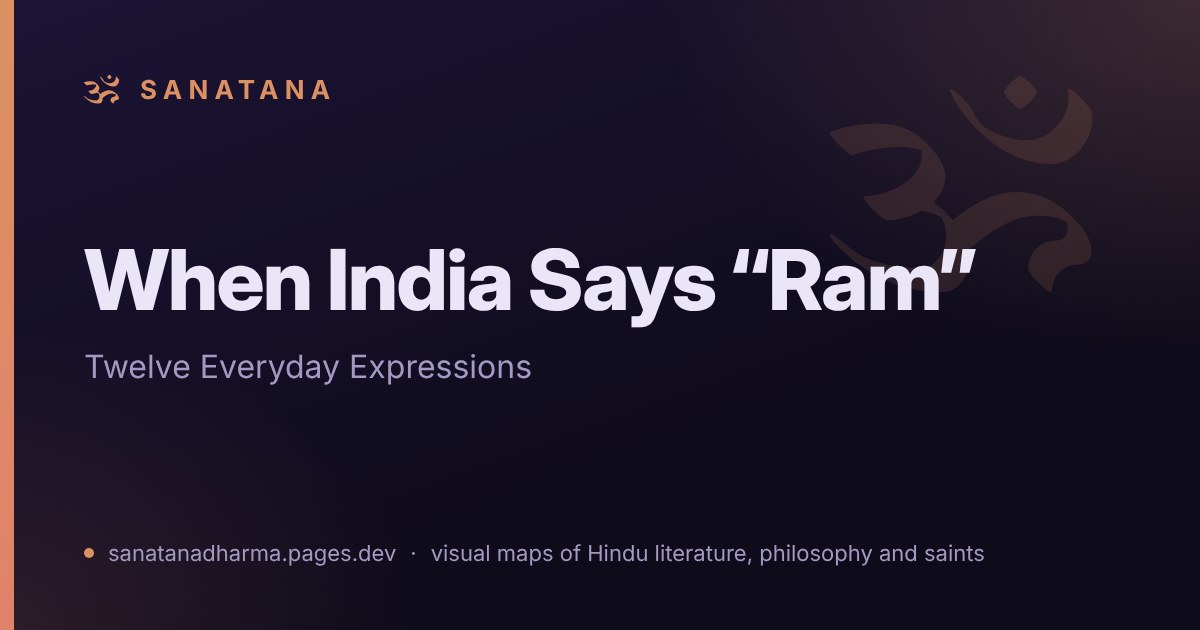 ॐ SANATANA
When India Says “Ram”
Twelve Everyday Expressions
sanatanadharma.pages.dev · visual maps of Hindu literature, philosophy and saints